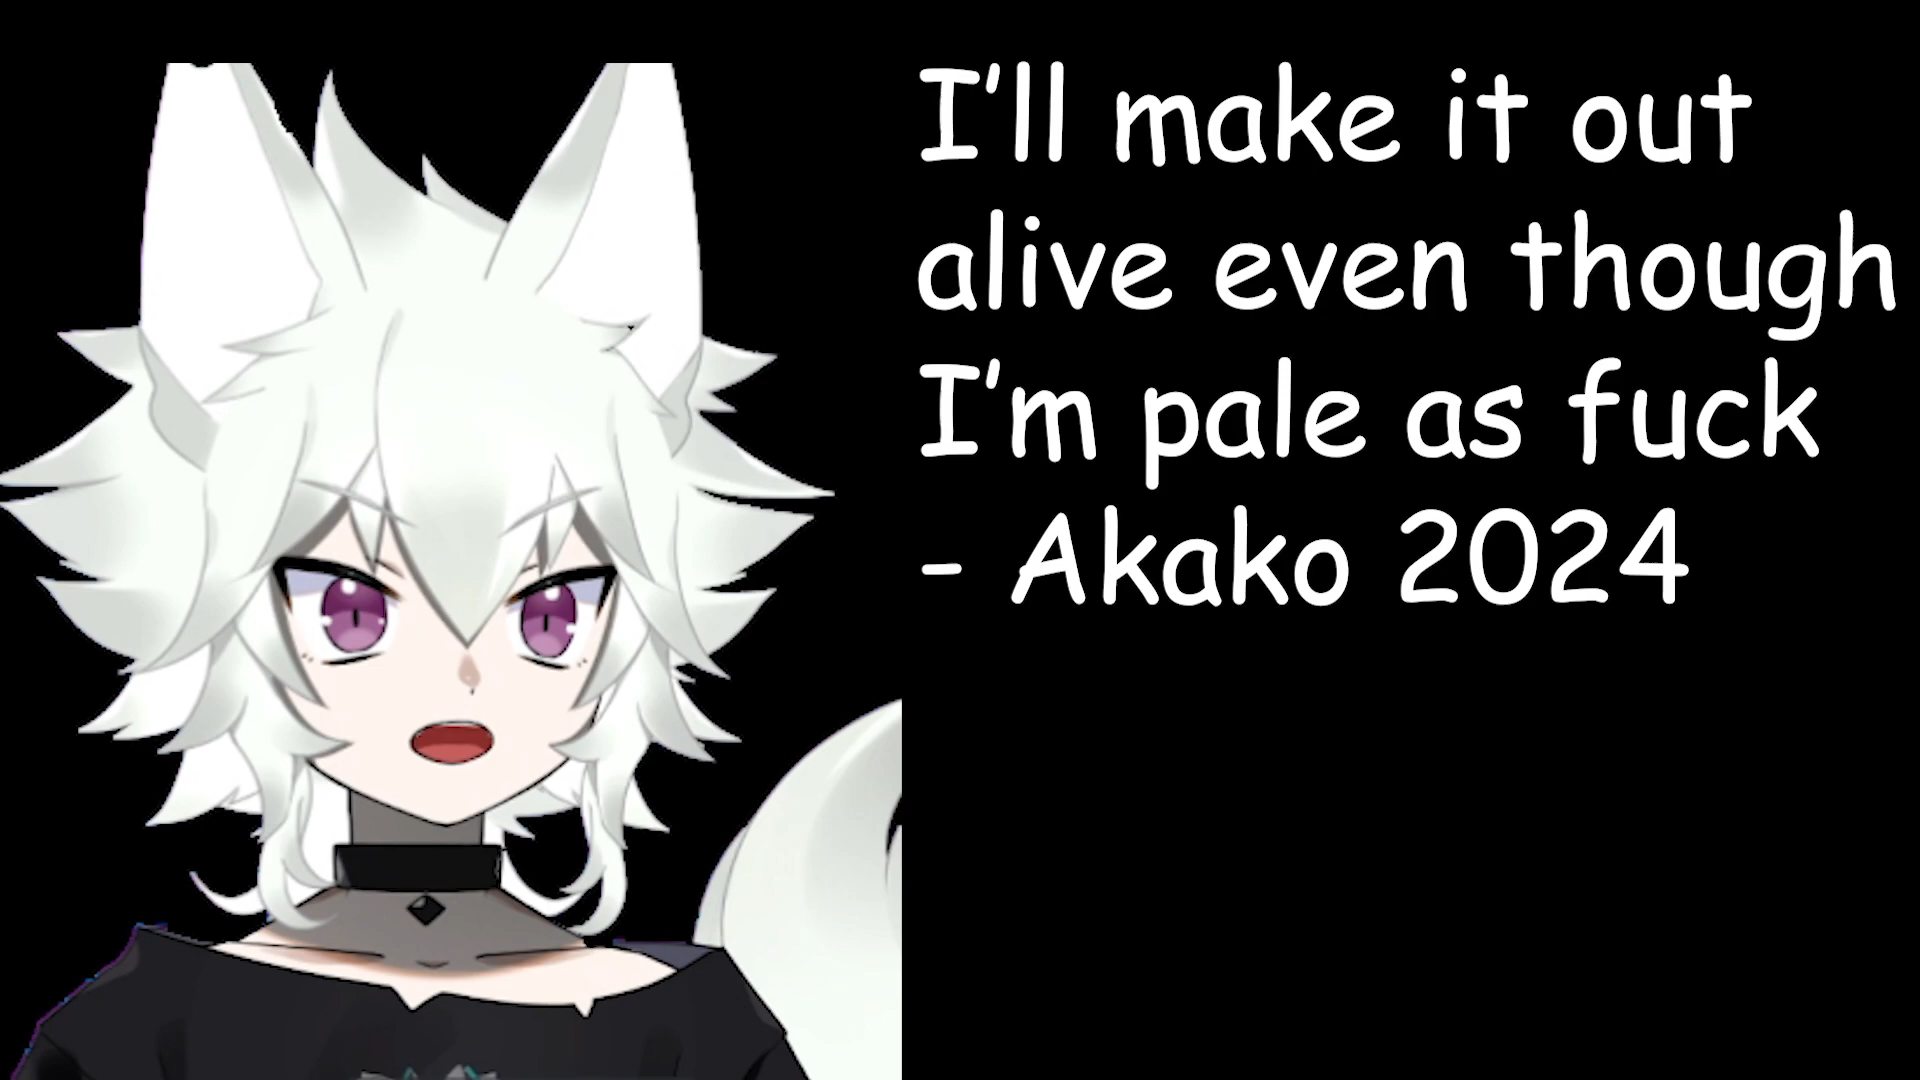 I'll make it out
alive even though
I'm pale as fuck
- Akako 2024